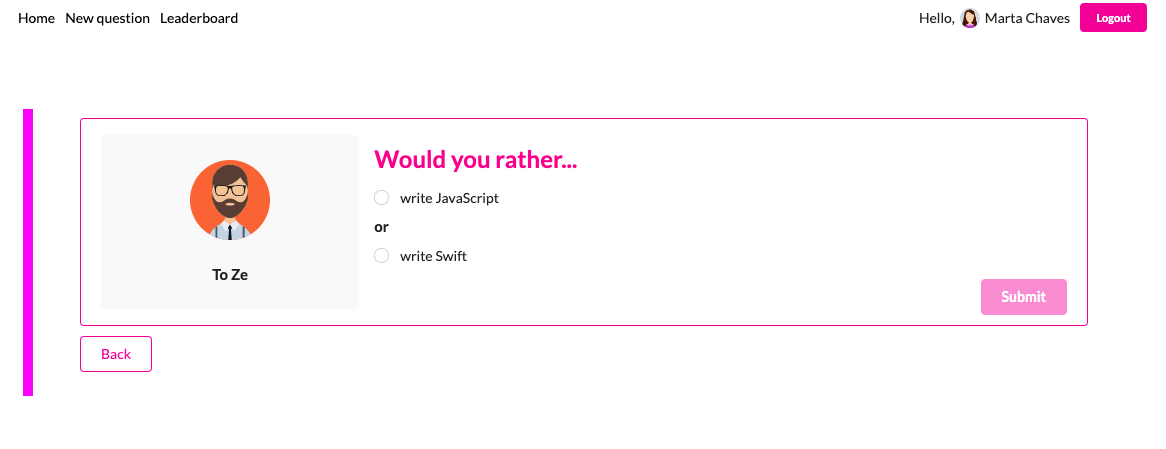 Home New question Leaderboard Hello, Marta Chaves Logout
Would you rather...
write JavaScript
or
write Swift
To Ze
Submit
Back